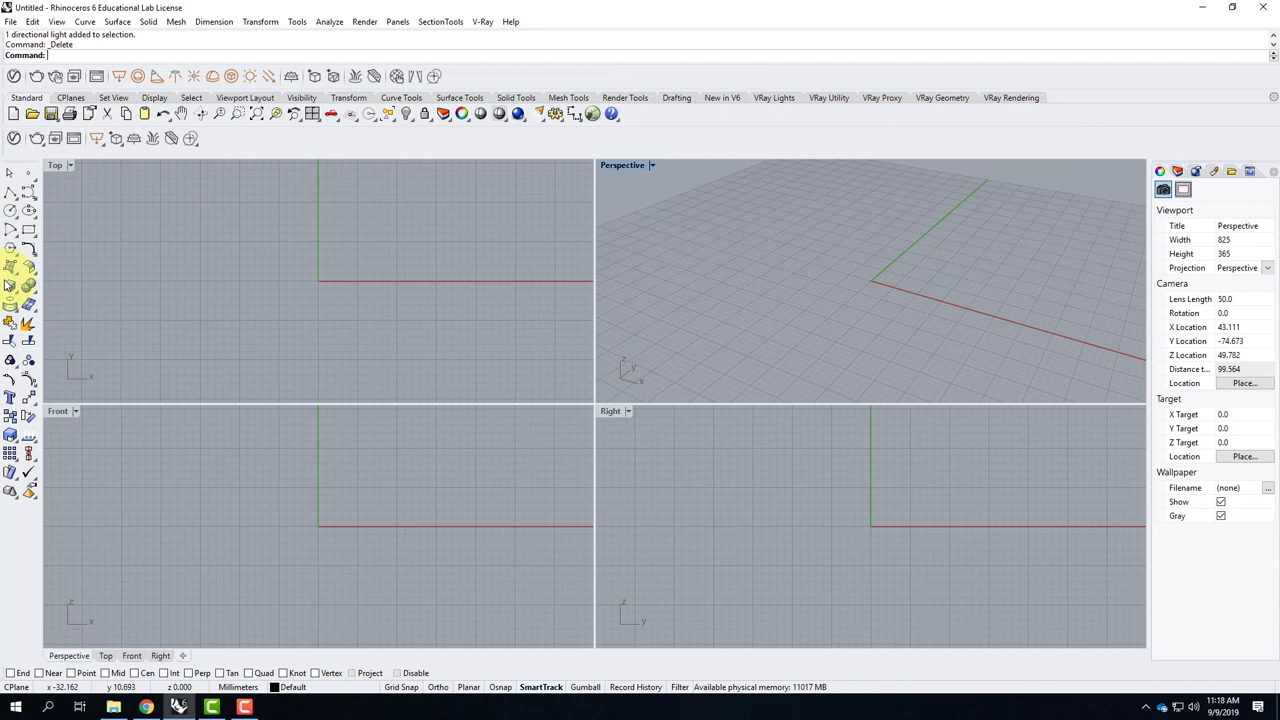 Untitled - Rhinoceros 6 Educational Lab License
File Edit View Curve Surface Solid Mesh Dimension Transform Tools Analyze Render Panels SectionTools V-Ray Help
1 directional light added to selection.
Command: _Delete
Command:
Standard CPlanes Set View Display Select Viewport Layout Visibility Transform Curve Tools Surface Tools Solid Tools Mesh Tools Render Tools Drafting New in V6 VRay Lights VRay Utility VRay Proxy VRay Geometry VRay Rendering
Top
Perspective
y
x
z
y
x
Front
Right
z
x
z
y
Viewport
Title Perspective
Width 825
Height 365
Projection Perspective
Camera
Lens Length 50.0
Rotation 0.0
X Location 43.111
Y Location -74.673
Z Location 49.782
Distance t... 99.564
Location Place...
Target
X Target 0.0
Y Target 0.0
Z Target 0.0
Location Place...
Wallpaper
Filename (none) ...
Show
Gray
Perspective Top Front Right
End Near Point Mid Cen Int Perp Tan Quad Knot Vertex Project Disable
CPlane x -32.162 y 10.693 z 0.000 Millimeters Default Grid Snap Ortho Planar Osnap SmartTrack Gumball Record History Filter Available physical memory: 11017 MB
11:18 AM
9/9/2019